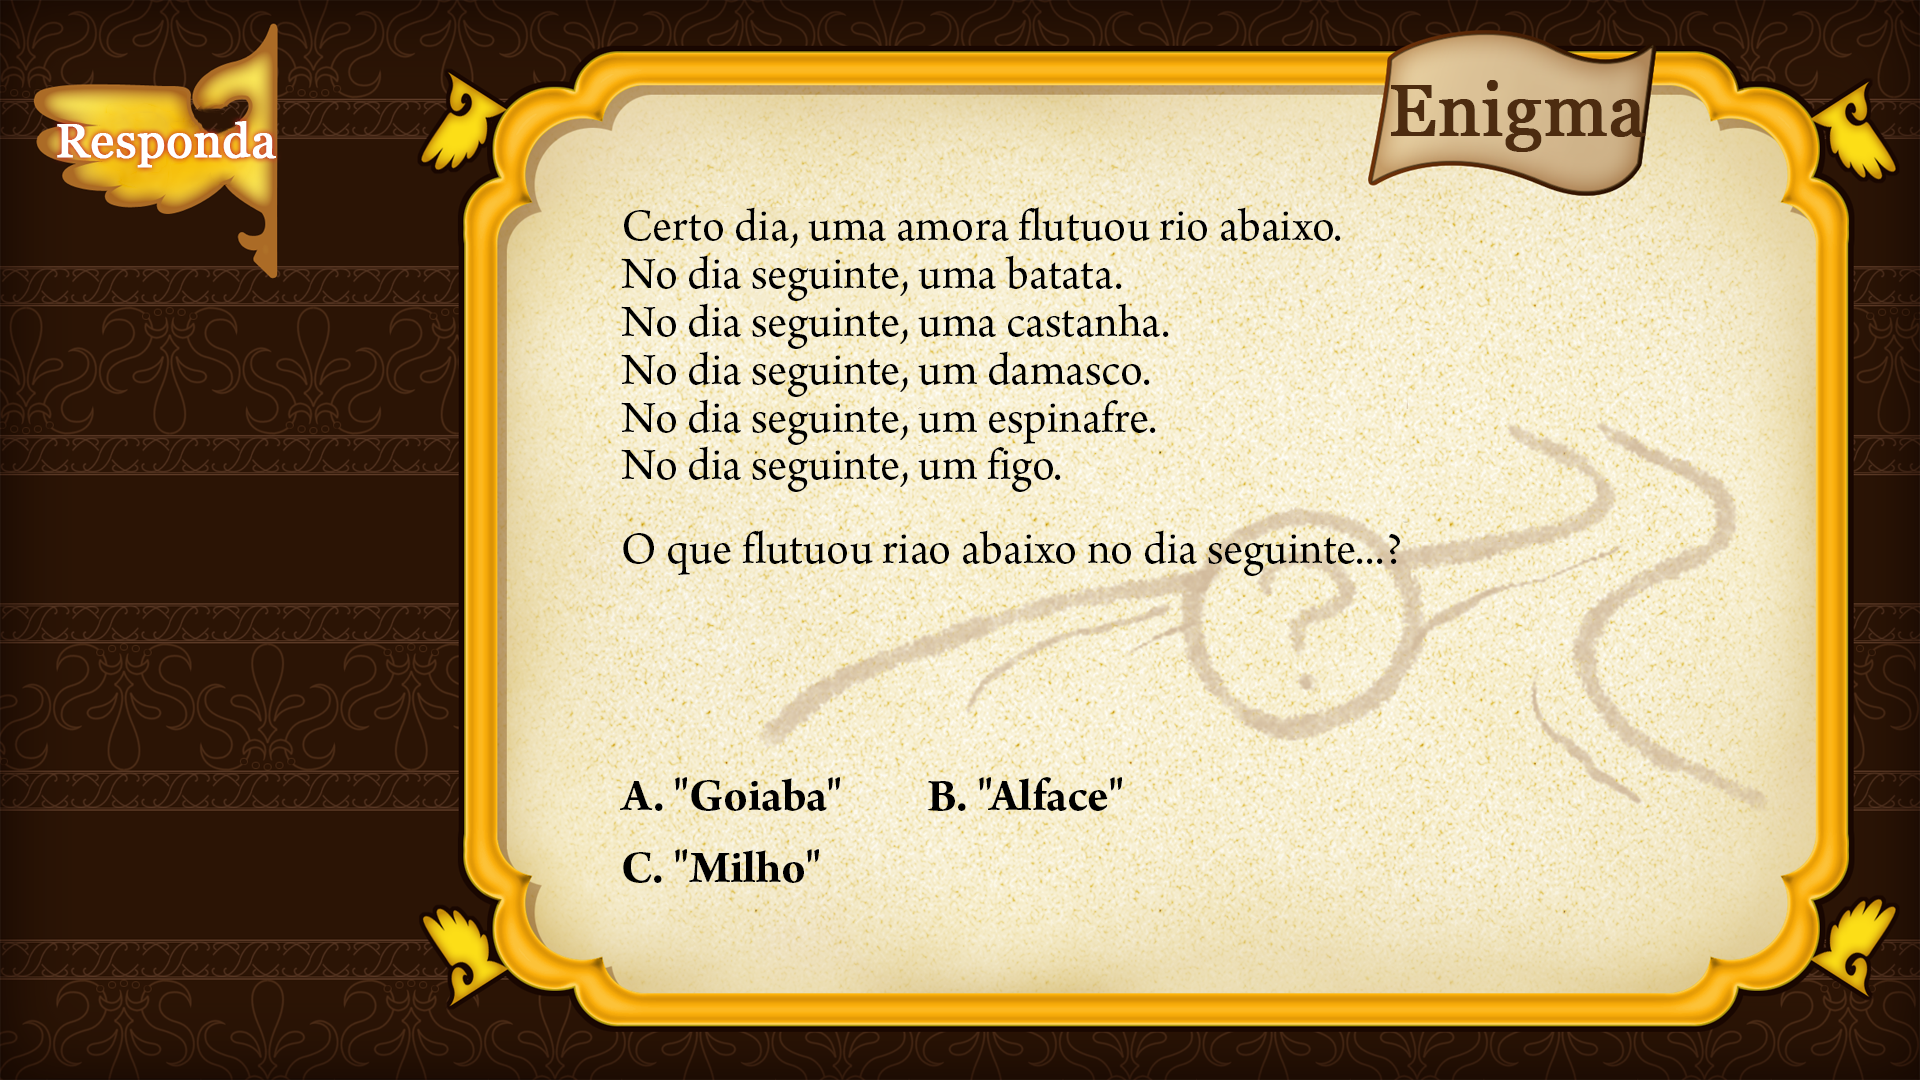 Responda
Enigma
Certo dia, uma amora flutuou rio abaixo.
No dia seguinte, uma batata.
No dia seguinte, uma castanha.
No dia seguinte, um damasco.
No dia seguinte, um espinafre.
No dia seguinte, um figo.
O que flutuou riao abaixo no dia seguinte...?
A. "Goiaba" B. "Alface"
C. "Milho"